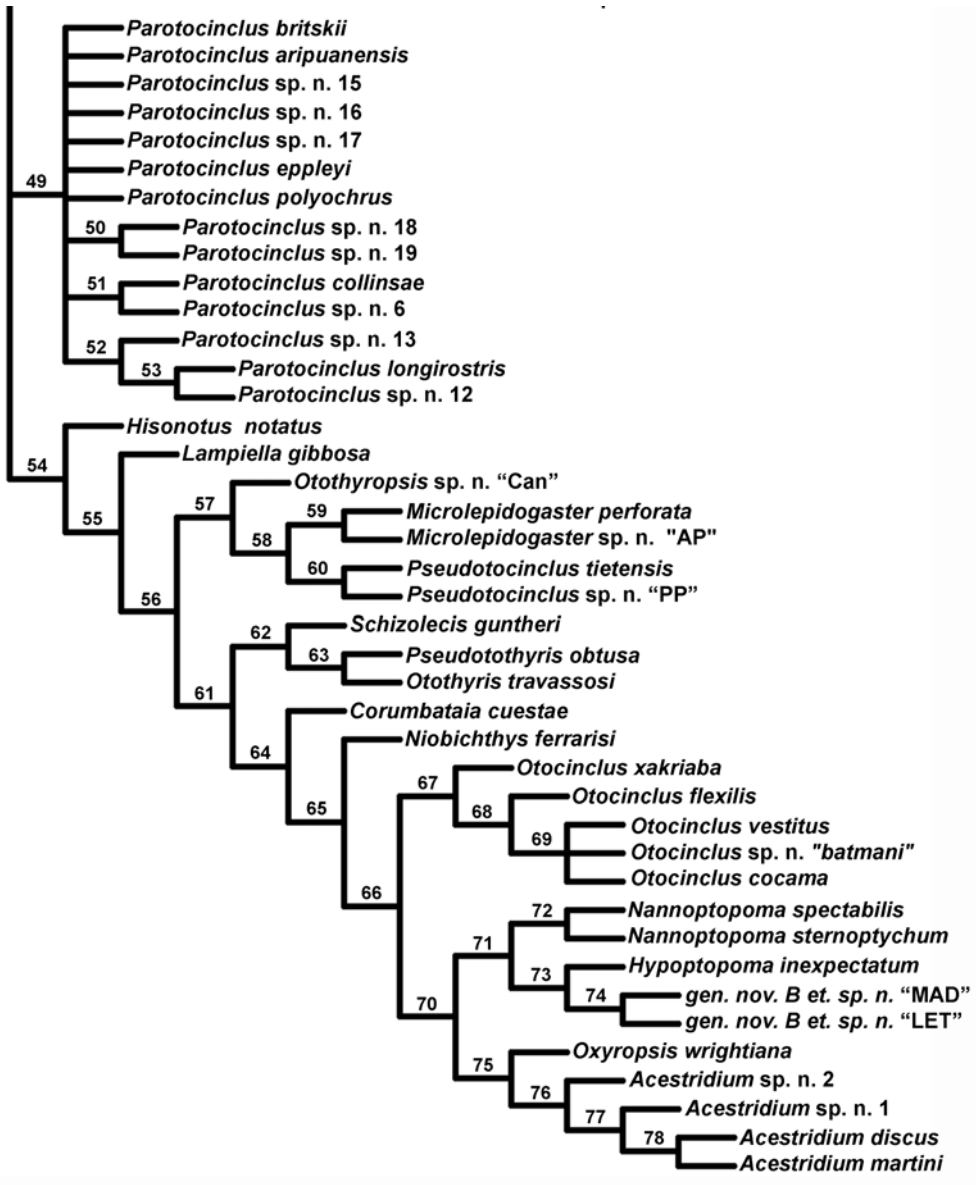 Parotocinclus britskii
Parotocinclus aripuanensis
Parotocinclus sp. n. 15
Parotocinclus sp. n. 16
Parotocinclus sp. n. 17
Parotocinclus eppleyi
49
Parotocinclus polyochrus
50
Parotocinclus sp. n. 18
Parotocinclus sp. n. 19
51
Parotocinclus collinsae
Parotocinclus sp. n. 6
52
Parotocinclus sp. n. 13
53
Parotocinclus longirostris
Parotocinclus sp. n. 12
Hisonotus notatus
54
Lampiella gibbosa
55
Otothyropsis sp. n. “Can”
57
59
Microlepidogaster perforata
58
Microlepidogaster sp. n. "AP"
60
Pseudotocinclus tietensis
56
Pseudotocinclus sp. n. “PP”
62
Schizolecis guntheri
63
Pseudotothyris obtusa
61
Otothyris travassosi
Corumbataia cuestae
64
Niobichthys ferrarisi
65
67
Otocinclus xakriaba
68
Otocinclus flexilis
69
Otocinclus vestitus
Otocinclus sp. n. "batmani"
Otocinclus cocama
66
72
Nannoptopoma spectabilis
71
Nannoptopoma sternoptychum
73
Hypoptopoma inexpectatum
74
gen. nov. B et. sp. n. “MAD”
70
gen. nov. B et. sp. n. “LET”
75
Oxyropsis wrightiana
76
Acestridium sp. n. 2
77
Acestridium sp. n. 1
78
Acestridium discus
Acestridium martini